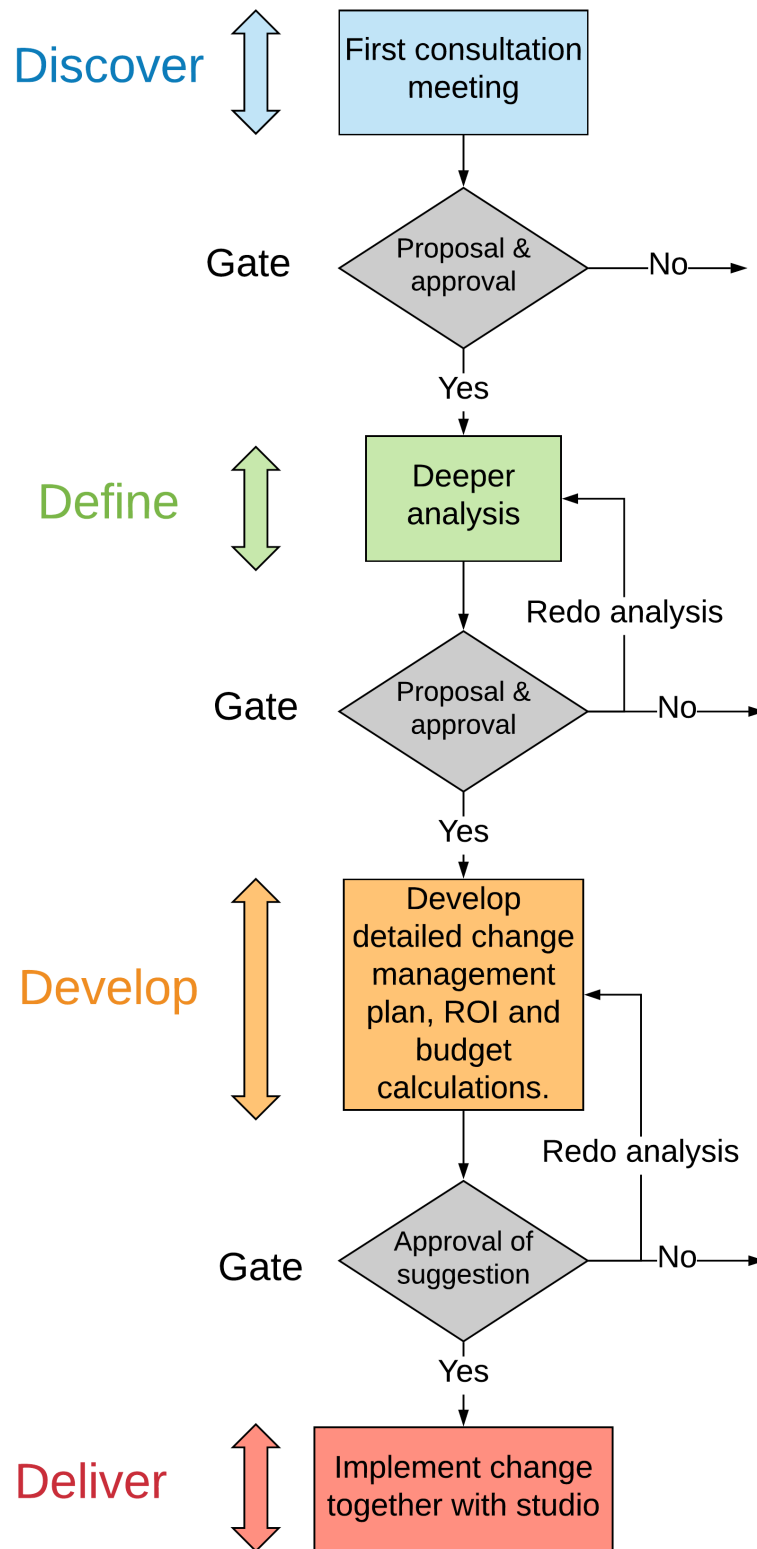 Discover
First consultation
meeting
Gate
Proposal &
approval
No
Yes
Define
Deeper
analysis
Redo analysis
Gate
Proposal &
approval
No
Yes
Develop
Develop
detailed change
management
plan, ROI and
budget
calculations.
Redo analysis
Gate
Approval of
suggestion
No
Yes
Deliver
Implement change
together with studio